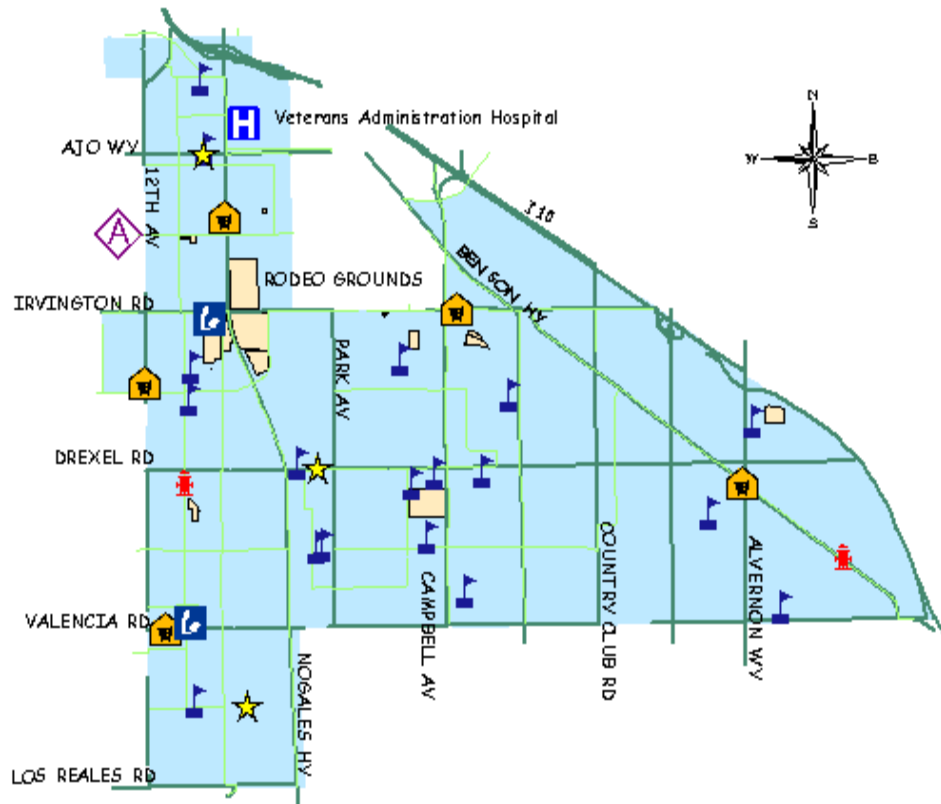 N
H Veterans Administration Hospital
AJO WY
W E
12TH AV
S
I 10
A
BENSON HY
RODEO GROUNDS
IRVINGTON RD
PARK AV
DREXEL RD
CAMPBELL AV
COUNTRY CLUB RD
ALVERNON WY
VALENCIA RD
NOGALES HY
LOS REALES RD